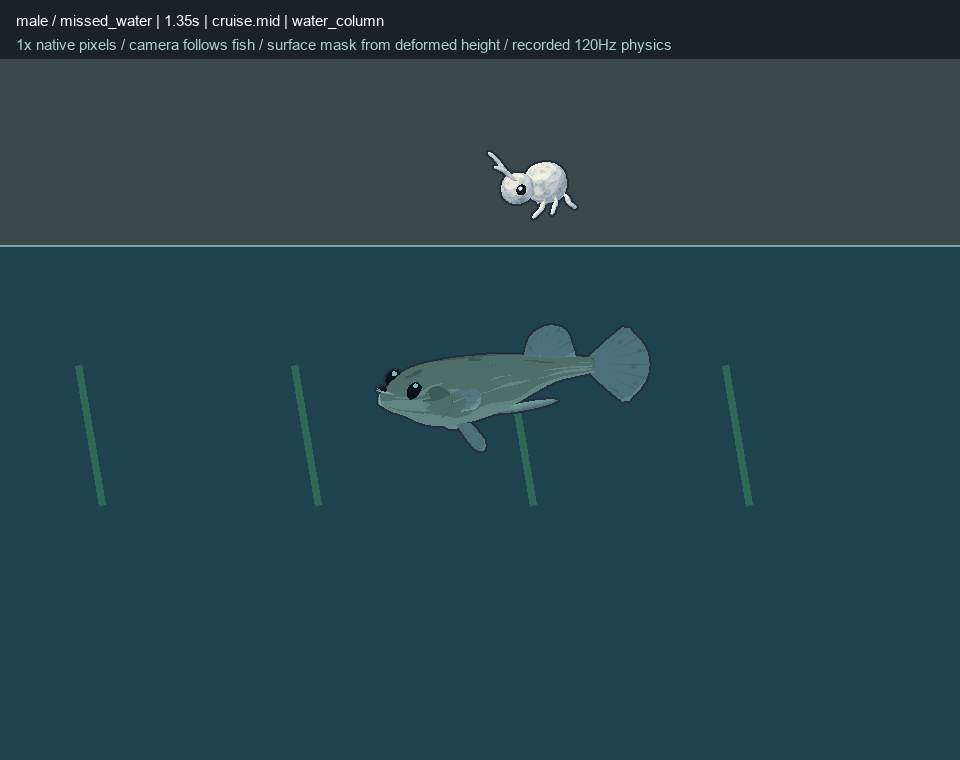 male / missed_water | 1.35s | cruise.mid | water_column
1x native pixels / camera follows fish / surface mask from deformed height / recorded 120Hz physics